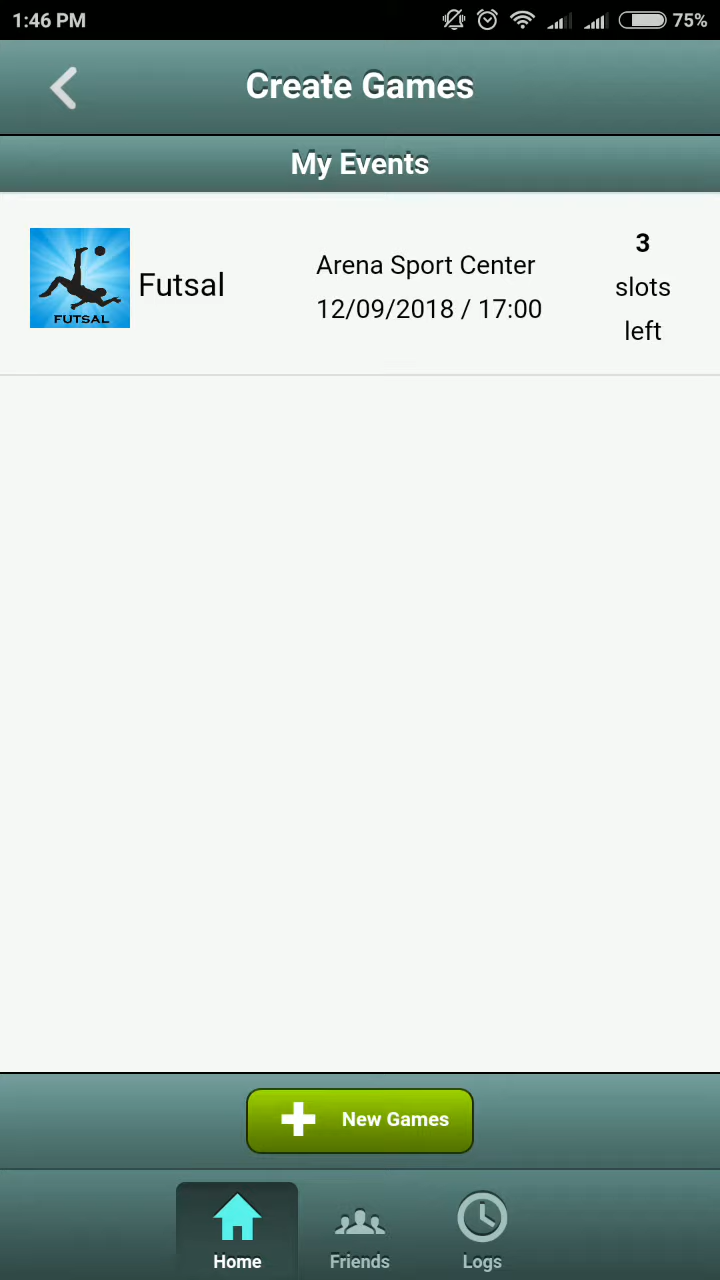 1:46 PM
75%
Create Games
My Events
FUTSAL
Futsal
Arena Sport Center
12/09/2018 / 17:00
3
slots
left
New Games
Home
Friends
Logs